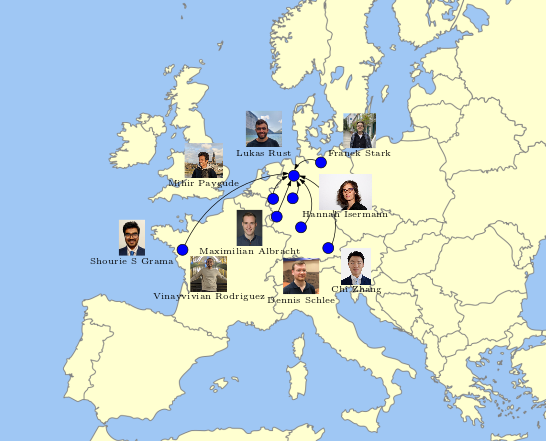 Lukas Rust
Franek Stark
Mihir Paygude
Hannah Isermann
Maximilian Albracht
Shourie S Grama
Vinayvivian Rodriguez
Dennis Schlee
Chi Zhang